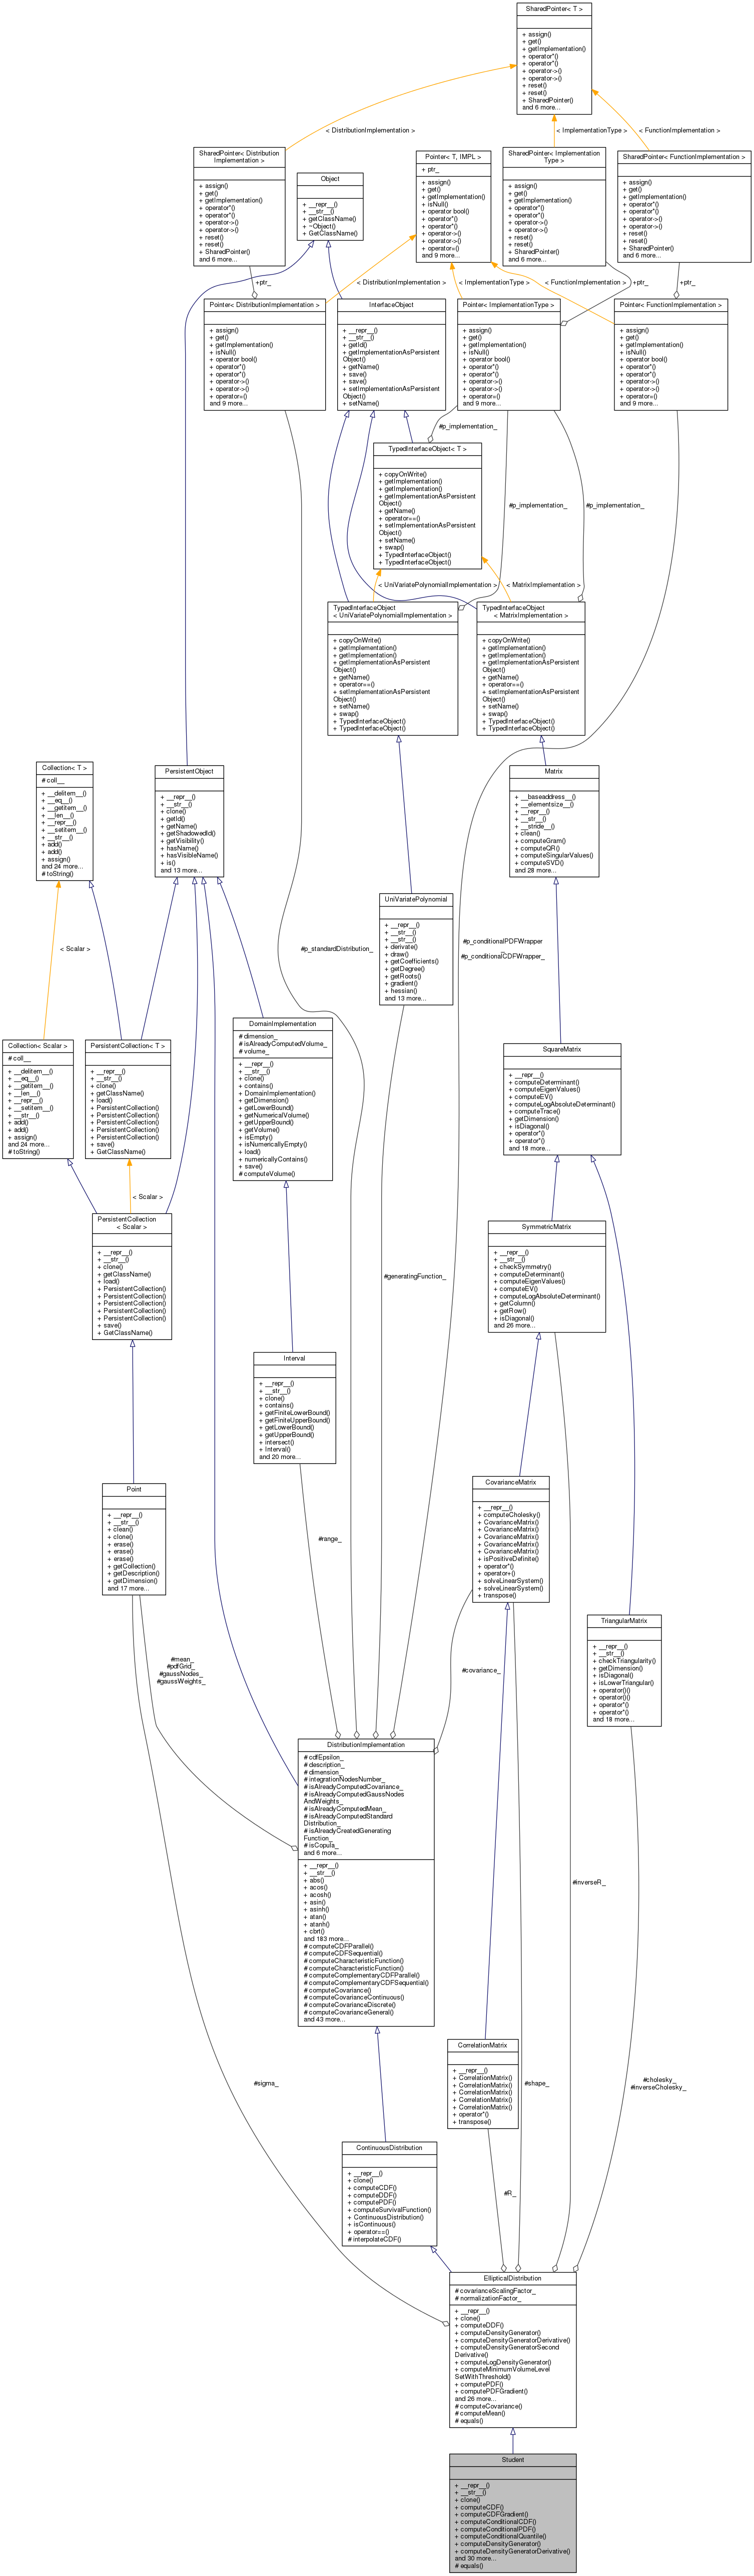 SharedPointer< T >
+ assign()
+ get()
+ getImplementation()
+ operator*()
+ operator*()
+ operator->()
+ operator->()
+ reset()
+ reset()
+ SharedPointer()
and 6 more...
< DistributionImplementation >
< ImplementationType >
< FunctionImplementation >
SharedPointer< Distribution
Implementation >
+ assign()
+ get()
+ getImplementation()
+ operator*()
+ operator*()
+ operator->()
+ operator->()
+ reset()
+ reset()
+ SharedPointer()
and 6 more...
Object
+ __repr__()
+ __str__()
+ getClassName()
+ ~Object()
+ GetClassName()
Pointer< T, IMPL >
+ ptr_
+ assign()
+ get()
+ getImplementation()
+ isNull()
+ operator bool()
+ operator*()
+ operator*()
+ operator->()
+ operator->()
+ operator=()
and 9 more...
SharedPointer< Implementation
Type >
+ assign()
+ get()
+ getImplementation()
+ operator*()
+ operator*()
+ operator->()
+ operator->()
+ reset()
+ reset()
+ SharedPointer()
and 6 more...
SharedPointer< FunctionImplementation >
+ assign()
+ get()
+ getImplementation()
+ operator*()
+ operator*()
+ operator->()
+ operator->()
+ reset()
+ reset()
+ SharedPointer()
and 6 more...
+ptr_
< DistributionImplementation >
< ImplementationType >
< FunctionImplementation >
+ptr_
+ptr_
Pointer< DistributionImplementation >
+ assign()
+ get()
+ getImplementation()
+ isNull()
+ operator bool()
+ operator*()
+ operator*()
+ operator->()
+ operator->()
+ operator=()
and 9 more...
InterfaceObject
+ __repr__()
+ __str__()
+ getId()
+ getImplementationAsPersistent
Object()
+ getName()
+ save()
+ save()
+ setImplementationAsPersistent
Object()
+ setName()
Pointer< ImplementationType >
+ assign()
+ get()
+ getImplementation()
+ isNull()
+ operator bool()
+ operator*()
+ operator*()
+ operator->()
+ operator->()
+ operator=()
and 9 more...
Pointer< FunctionImplementation >
+ assign()
+ get()
+ getImplementation()
+ isNull()
+ operator bool()
+ operator*()
+ operator*()
+ operator->()
+ operator->()
+ operator=()
and 9 more...
#p_implementation_
TypedInterfaceObject< T >
+ copyOnWrite()
+ getImplementation()
+ getImplementation()
+ getImplementationAsPersistent
Object()
+ getName()
+ operator==()
+ setImplementationAsPersistent
Object()
+ setName()
+ swap()
+ TypedInterfaceObject()
+ TypedInterfaceObject()
#p_implementation_
#p_implementation_
< UniVariatePolynomialImplementation >
< MatrixImplementation >
TypedInterfaceObject
< UniVariatePolynomialImplementation >
+ copyOnWrite()
+ getImplementation()
+ getImplementation()
+ getImplementationAsPersistent
Object()
+ getName()
+ operator==()
+ setImplementationAsPersistent
Object()
+ setName()
+ swap()
+ TypedInterfaceObject()
+ TypedInterfaceObject()
TypedInterfaceObject
< MatrixImplementation >
+ copyOnWrite()
+ getImplementation()
+ getImplementation()
+ getImplementationAsPersistent
Object()
+ getName()
+ operator==()
+ setImplementationAsPersistent
Object()
+ setName()
+ swap()
+ TypedInterfaceObject()
+ TypedInterfaceObject()
Collection< T >
# coll__
+ __delitem__()
+ __eq__()
+ __getitem__()
+ __len__()
+ __repr__()
+ __setitem__()
+ __str__()
+ add()
+ add()
+ assign()
and 24 more...
# toString()
PersistentObject
+ __repr__()
+ __str__()
+ clone()
+ getId()
+ getName()
+ getShadowedId()
+ getVisibility()
+ hasName()
+ hasVisibleName()
+ is()
and 13 more...
Matrix
+ __baseaddress__()
+ __elementsize__()
+ __repr__()
+ __str__()
+ __stride__()
+ clean()
+ computeGram()
+ computeQR()
+ computeSingularValues()
+ computeSVD()
and 28 more...
UniVariatePolynomial
+ __repr__()
+ __str__()
+ __str__()
+ derivate()
+ draw()
+ getCoefficients()
+ getDegree()
+ getRoots()
+ gradient()
+ hessian()
and 13 more...
< Scalar >
#p_standardDistribution_
#p_conditionalPDFWrapper
_
#p_conditionalCDFWrapper_
Collection< Scalar >
# coll__
+ __delitem__()
+ __eq__()
+ __getitem__()
+ __len__()
+ __repr__()
+ __setitem__()
+ __str__()
+ add()
+ add()
+ assign()
and 24 more...
# toString()
PersistentCollection< T >
+ __repr__()
+ __str__()
+ clone()
+ getClassName()
+ load()
+ PersistentCollection()
+ PersistentCollection()
+ PersistentCollection()
+ PersistentCollection()
+ PersistentCollection()
+ save()
+ GetClassName()
DomainImplementation
# dimension_
# isAlreadyComputedVolume_
# volume_
+ __repr__()
+ __str__()
+ clone()
+ contains()
+ DomainImplementation()
+ getDimension()
+ getLowerBound()
+ getNumericalVolume()
+ getUpperBound()
+ getVolume()
+ isEmpty()
+ isNumericallyEmpty()
+ load()
+ numericallyContains()
+ save()
# computeVolume()
SquareMatrix
+ __repr__()
+ computeDeterminant()
+ computeEigenValues()
+ computeEV()
+ computeLogAbsoluteDeterminant()
+ computeTrace()
+ getDimension()
+ isDiagonal()
+ operator*()
+ operator*()
and 18 more...
< Scalar >
PersistentCollection
< Scalar >
+ __repr__()
+ __str__()
+ clone()
+ getClassName()
+ load()
+ PersistentCollection()
+ PersistentCollection()
+ PersistentCollection()
+ PersistentCollection()
+ PersistentCollection()
+ save()
+ GetClassName()
#generatingFunction_
SymmetricMatrix
+ __repr__()
+ __str__()
+ checkSymmetry()
+ computeDeterminant()
+ computeEigenValues()
+ computeEV()
+ computeLogAbsoluteDeterminant()
+ getColumn()
+ getRow()
+ isDiagonal()
and 26 more...
Interval
+ __repr__()
+ __str__()
+ clone()
+ contains()
+ getFiniteLowerBound()
+ getFiniteUpperBound()
+ getLowerBound()
+ getUpperBound()
+ intersect()
+ Interval()
and 20 more...
Point
+ __repr__()
+ __str__()
+ clean()
+ clone()
+ erase()
+ erase()
+ erase()
+ getCollection()
+ getDescription()
+ getDimension()
and 17 more...
#range_
CovarianceMatrix
+ __repr__()
+ computeCholesky()
+ CovarianceMatrix()
+ CovarianceMatrix()
+ CovarianceMatrix()
+ CovarianceMatrix()
+ CovarianceMatrix()
+ isPositiveDefinite()
+ operator*()
+ operator+()
+ solveLinearSystem()
+ solveLinearSystem()
+ transpose()
TriangularMatrix
+ __repr__()
+ __str__()
+ checkTriangularity()
+ getDimension()
+ isDiagonal()
+ isLowerTriangular()
+ operator()()
+ operator()()
+ operator*()
+ operator*()
and 18 more...
#mean_
#pdfGrid_
#gaussNodes_
#gaussWeights_
#covariance_
#inverseR_
DistributionImplementation
# cdfEpsilon_
# description_
# dimension_
# integrationNodesNumber_
# isAlreadyComputedCovariance_
# isAlreadyComputedGaussNodes
AndWeights_
# isAlreadyComputedMean_
# isAlreadyComputedStandard
Distribution_
# isAlreadyCreatedGenerating
Function_
# isCopula_
and 6 more...
+ __repr__()
+ __str__()
+ abs()
+ acos()
+ acosh()
+ asin()
+ asinh()
+ atan()
+ atanh()
+ cbrt()
and 183 more...
# computeCDFParallel()
# computeCDFSequential()
# computeCharacteristicFunction()
# computeCharacteristicFunction()
# computeComplementaryCDFParallel()
# computeComplementaryCDFSequential()
# computeCovariance()
# computeCovarianceContinuous()
# computeCovarianceDiscrete()
# computeCovarianceGeneral()
and 43 more...
#sigma_
CorrelationMatrix
+ __repr__()
+ CorrelationMatrix()
+ CorrelationMatrix()
+ CorrelationMatrix()
+ CorrelationMatrix()
+ CorrelationMatrix()
+ operator*()
+ transpose()
#shape_
#cholesky_
#inverseCholesky_
ContinuousDistribution
+ __repr__()
+ clone()
+ computeCDF()
+ computeDDF()
+ computePDF()
+ computeSurvivalFunction()
+ ContinuousDistribution()
+ isContinuous()
+ operator==()
# interpolateCDF()
#R_
EllipticalDistribution
# covarianceScalingFactor_
# normalizationFactor_
+ __repr__()
+ clone()
+ computeDDF()
+ computeDensityGenerator()
+ computeDensityGeneratorDerivative()
+ computeDensityGeneratorSecond
Derivative()
+ computeLogDensityGenerator()
+ computeMinimumVolumeLevel
SetWithThreshold()
+ computePDF()
+ computePDFGradient()
and 26 more...
# computeCovariance()
# computeMean()
# equals()
Student
+ __repr__()
+ __str__()
+ clone()
+ computeCDF()
+ computeCDFGradient()
+ computeConditionalCDF()
+ computeConditionalPDF()
+ computeConditionalQuantile()
+ computeDensityGenerator()
+ computeDensityGeneratorDerivative()
and 30 more...
# equals()